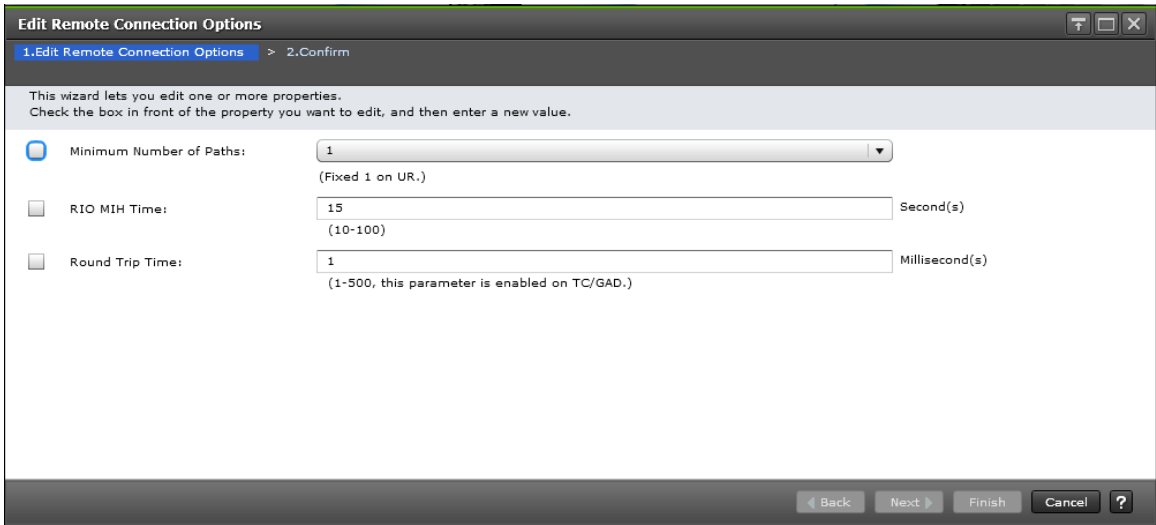 Edit Remote Connection Options
1.Edit Remote Connection Options > 2.Confirm
This wizard lets you edit one or more properties.
Check the box in front of the property you want to edit, and then enter a new value.
Minimum Number of Paths: 1
(Fixed 1 on UR.)
RIO MIH Time: 15 Second(s)
(10-100)
Round Trip Time: 1 Millisecond(s)
(1-500, this parameter is enabled on TC/GAD.)
Back Next Finish Cancel ?